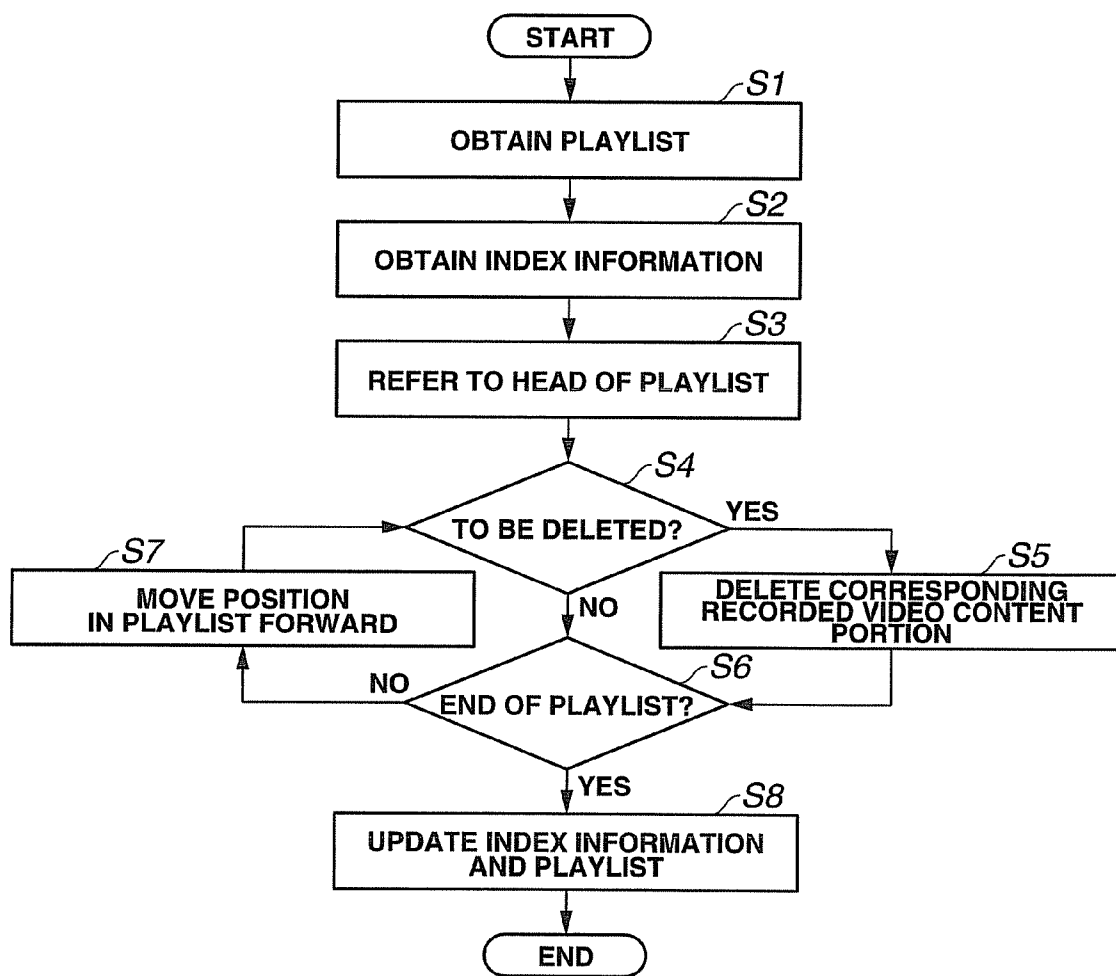 START
S1
OBTAIN PLAYLIST
S2
OBTAIN INDEX INFORMATION
S3
REFER TO HEAD OF PLAYLIST
S4
TO BE DELETED?
YES
S7
MOVE POSITION
IN PLAYLIST FORWARD
NO
S5
DELETE CORRESPONDING
RECORDED VIDEO CONTENT
PORTION
S6
END OF PLAYLIST?
NO
YES
S8
UPDATE INDEX INFORMATION
AND PLAYLIST
END